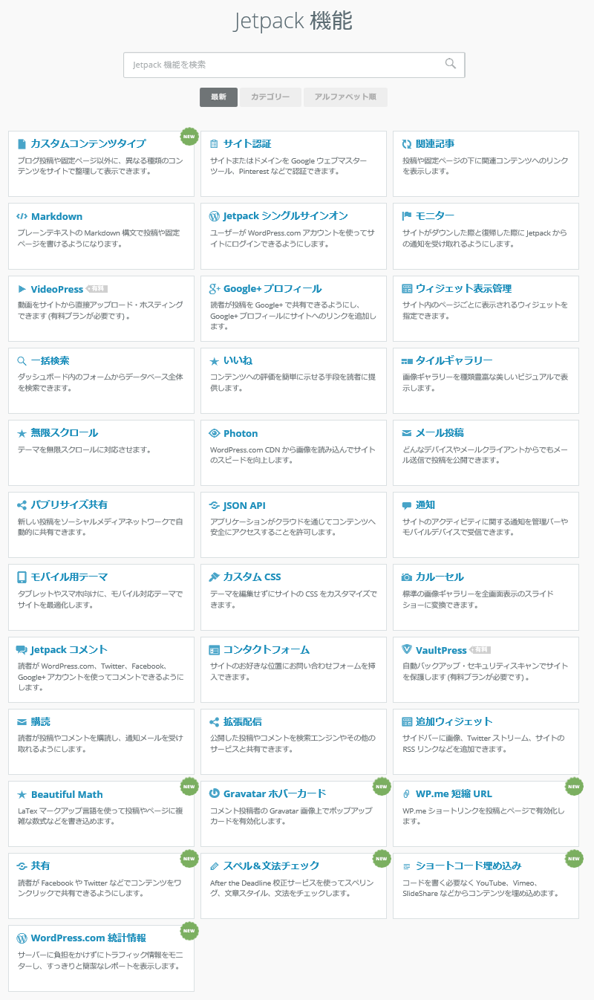 Jetpack 機能
Jetpack 機能を検索
最新
カテゴリー
アルファベット順
NEW
カスタムコンテンツタイプ
ブログ投稿や固定ページ以外に、異なる種類のコン
テンツをサイトで整理して表示できます。
サイト認証
サイトまたはドメインを Google ウェブマスター
ツール、Pinterest などで認証できます。
関連記事
投稿や固定ページの下に関連コンテンツへのリンク
を表示します。
Markdown
プレーンテキストの Markdown 構文で投稿や固定
ページを書けるようになります。
Jetpack シングルサインオン
ユーザーが WordPress.com アカウントを使ってサ
イトにログインできるようにします。
モニター
サイトがダウンした際と復帰した際に Jetpack から
の通知を受け取れるようにします。
VideoPress 有料
動画をサイトから直接アップロード・ホスティング
できます (有料プランが必要です) 。
Google+ プロフィール
読者が投稿を Google+ で共有できるようにし、
Google+ プロフィールにサイトへのリンクを追加し
ます。
ウィジェット表示管理
サイト内のページごとに表示されるウィジェットを
指定できます。
一括検索
ダッシュボード内のフォームからデータベース全体
を検索できます。
いいね
コンテンツへの評価を簡単に示せる手段を読者に提
供します。
タイルギャラリー
画像ギャラリーを種類豊富な美しいビジュアルで表
示します。
無限スクロール
テーマを無限スクロールに対応させます。
Photon
WordPress.com CDN から画像を読み込んでサイト
のスピードを向上します。
メール投稿
どんなデバイスやメールクライアントからでもメー
ル送信で投稿を公開できます。
パブリサイズ共有
新しい投稿をソーシャルメディアネットワークで自
動的に共有できます。
JSON API
アプリケーションがクラウドを通じてコンテンツへ
安全にアクセスすることを許可します。
通知
サイトのアクティビティに関する通知を管理バーや
モバイルデバイスで受信できます。
モバイル用テーマ
タブレットやスマホ向けに、モバイル対応テーマで
サイトを最適化します。
カスタム CSS
テーマを編集せずにサイトの CSS をカスタマイズで
きます。
カルーセル
標準の画像ギャラリーを全画面表示のスライド
ショーに変換できます。
Jetpack コメント
読者が WordPress.com、Twitter、Facebook、
Google+ アカウントを使ってコメントできるように
します。
コンタクトフォーム
サイトのお好きな位置にお問い合わせフォームを挿
入できます。
VaultPress 有料
自動バックアップ・セキュリティスキャンでサイト
を保護します (有料プランが必要です) 。
購読
読者が投稿やコメントを購読し、通知メールを受け
取れるようにします。
拡張配信
公開した投稿やコメントを検索エンジンやその他の
サービスと共有できます。
追加ウィジェット
サイドバーに画像、Twitter ストリーム、サイトの
RSS リンクなどを追加できます。
NEW
Beautiful Math
LaTex マークアップ言語を使って投稿やページに複
雑な数式などを書き込めます。
NEW
Gravatar ホバーカード
コメント投稿者の Gravatar 画像上でポップアップ
カードを有効化します。
NEW
WP.me 短縮 URL
WP.me ショートリンクを投稿とページで有効化し
ます。
NEW
共有
読者が Facebook や Twitter などでコンテンツをワ
ンクリックで共有できるようにします。
NEW
スペル＆文法チェック
After the Deadline 校正サービスを使ってスペリン
グ、文章スタイル、文法をチェックします。
NEW
ショートコード埋め込み
コードを書く必要なく YouTube、Vimeo、
SlideShare などからコンテンツを埋め込めます。
NEW
WordPress.com 統計情報
サーバーに負担をかけずにトラフィック情報をモニ
ターし、すっきりと簡潔なレポートを表示します。